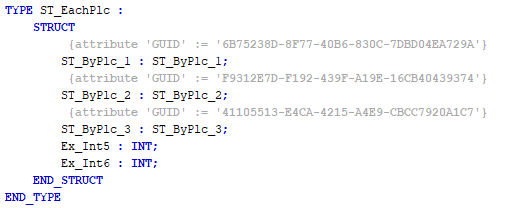 TYPE ST_EachPlc :
STRUCT
{attribute 'GUID' := '6B75238D-8F77-40B6-830C-7DBD04EA729A'}
ST_ByPlc_1 : ST_ByPlc_1;
{attribute 'GUID' := 'F9312E7D-F192-439F-A19E-16CB40439374'}
ST_ByPlc_2 : ST_ByPlc_2;
{attribute 'GUID' := '41105513-E4CA-4215-A4E9-CBCC7920A1C7'}
ST_ByPlc_3 : ST_ByPlc_3;
Ex_Int5 : INT;
Ex_Int6 : INT;
END_STRUCT
END_TYPE